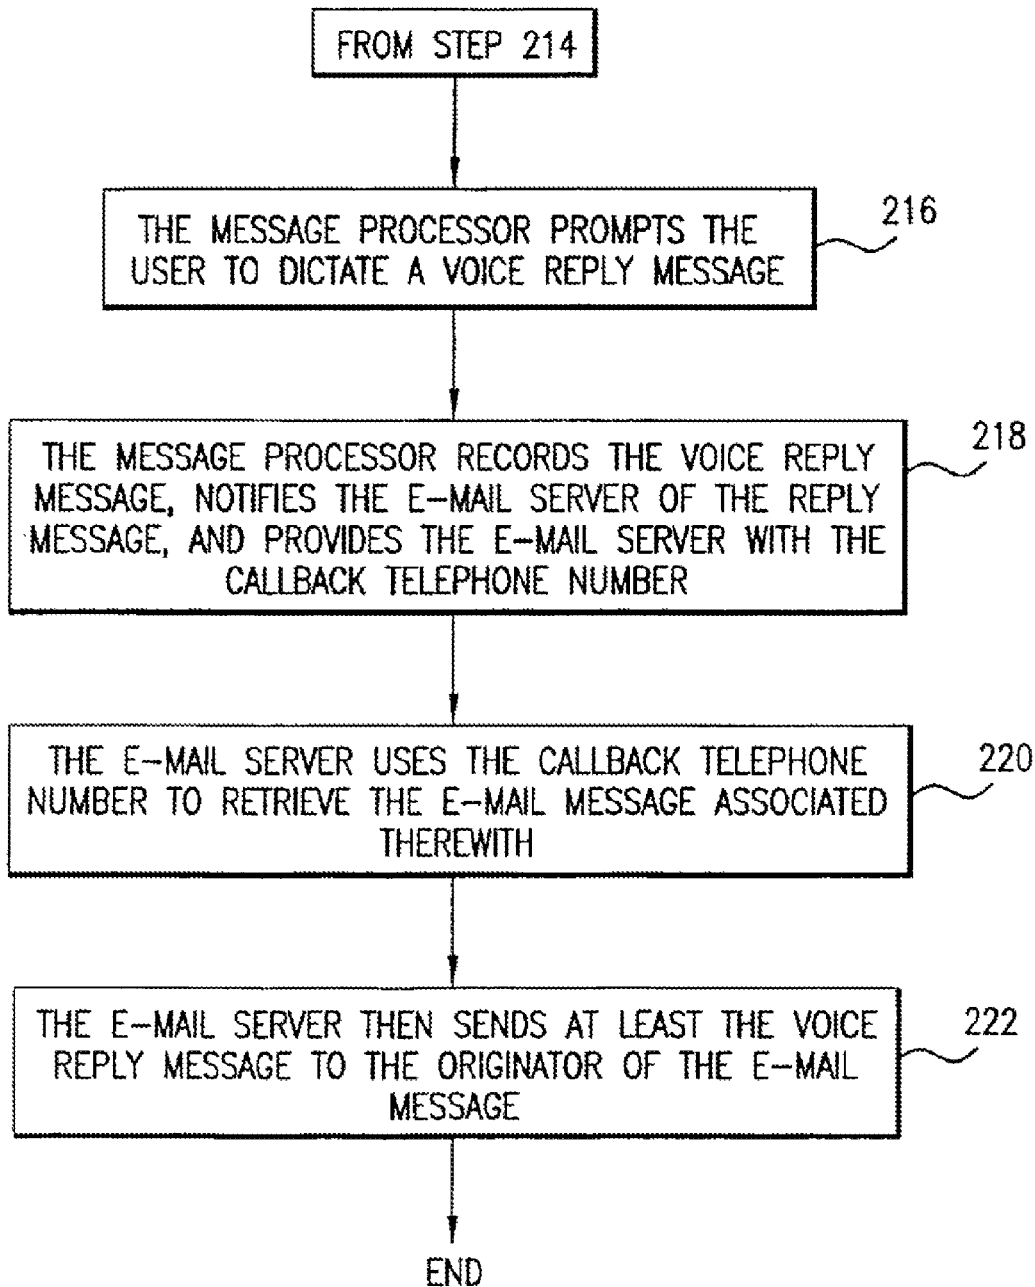 FROM STEP 214
THE MESSAGE PROCESSOR PROMPTS THE
USER TO DICTATE A VOICE REPLY MESSAGE
216
THE MESSAGE PROCESSOR RECORDS THE VOICE REPLY
MESSAGE, NOTIFIES THE E-MAIL SERVER OF THE REPLY
MESSAGE, AND PROVIDES THE E-MAIL SERVER WITH THE
CALLBACK TELEPHONE NUMBER
218
THE E-MAIL SERVER USES THE CALLBACK TELEPHONE
NUMBER TO RETRIEVE THE E-MAIL MESSAGE ASSOCIATED
THEREWITH
220
THE E-MAIL SERVER THEN SENDS AT LEAST THE VOICE
REPLY MESSAGE TO THE ORIGINATOR OF THE E-MAIL
MESSAGE
222
END